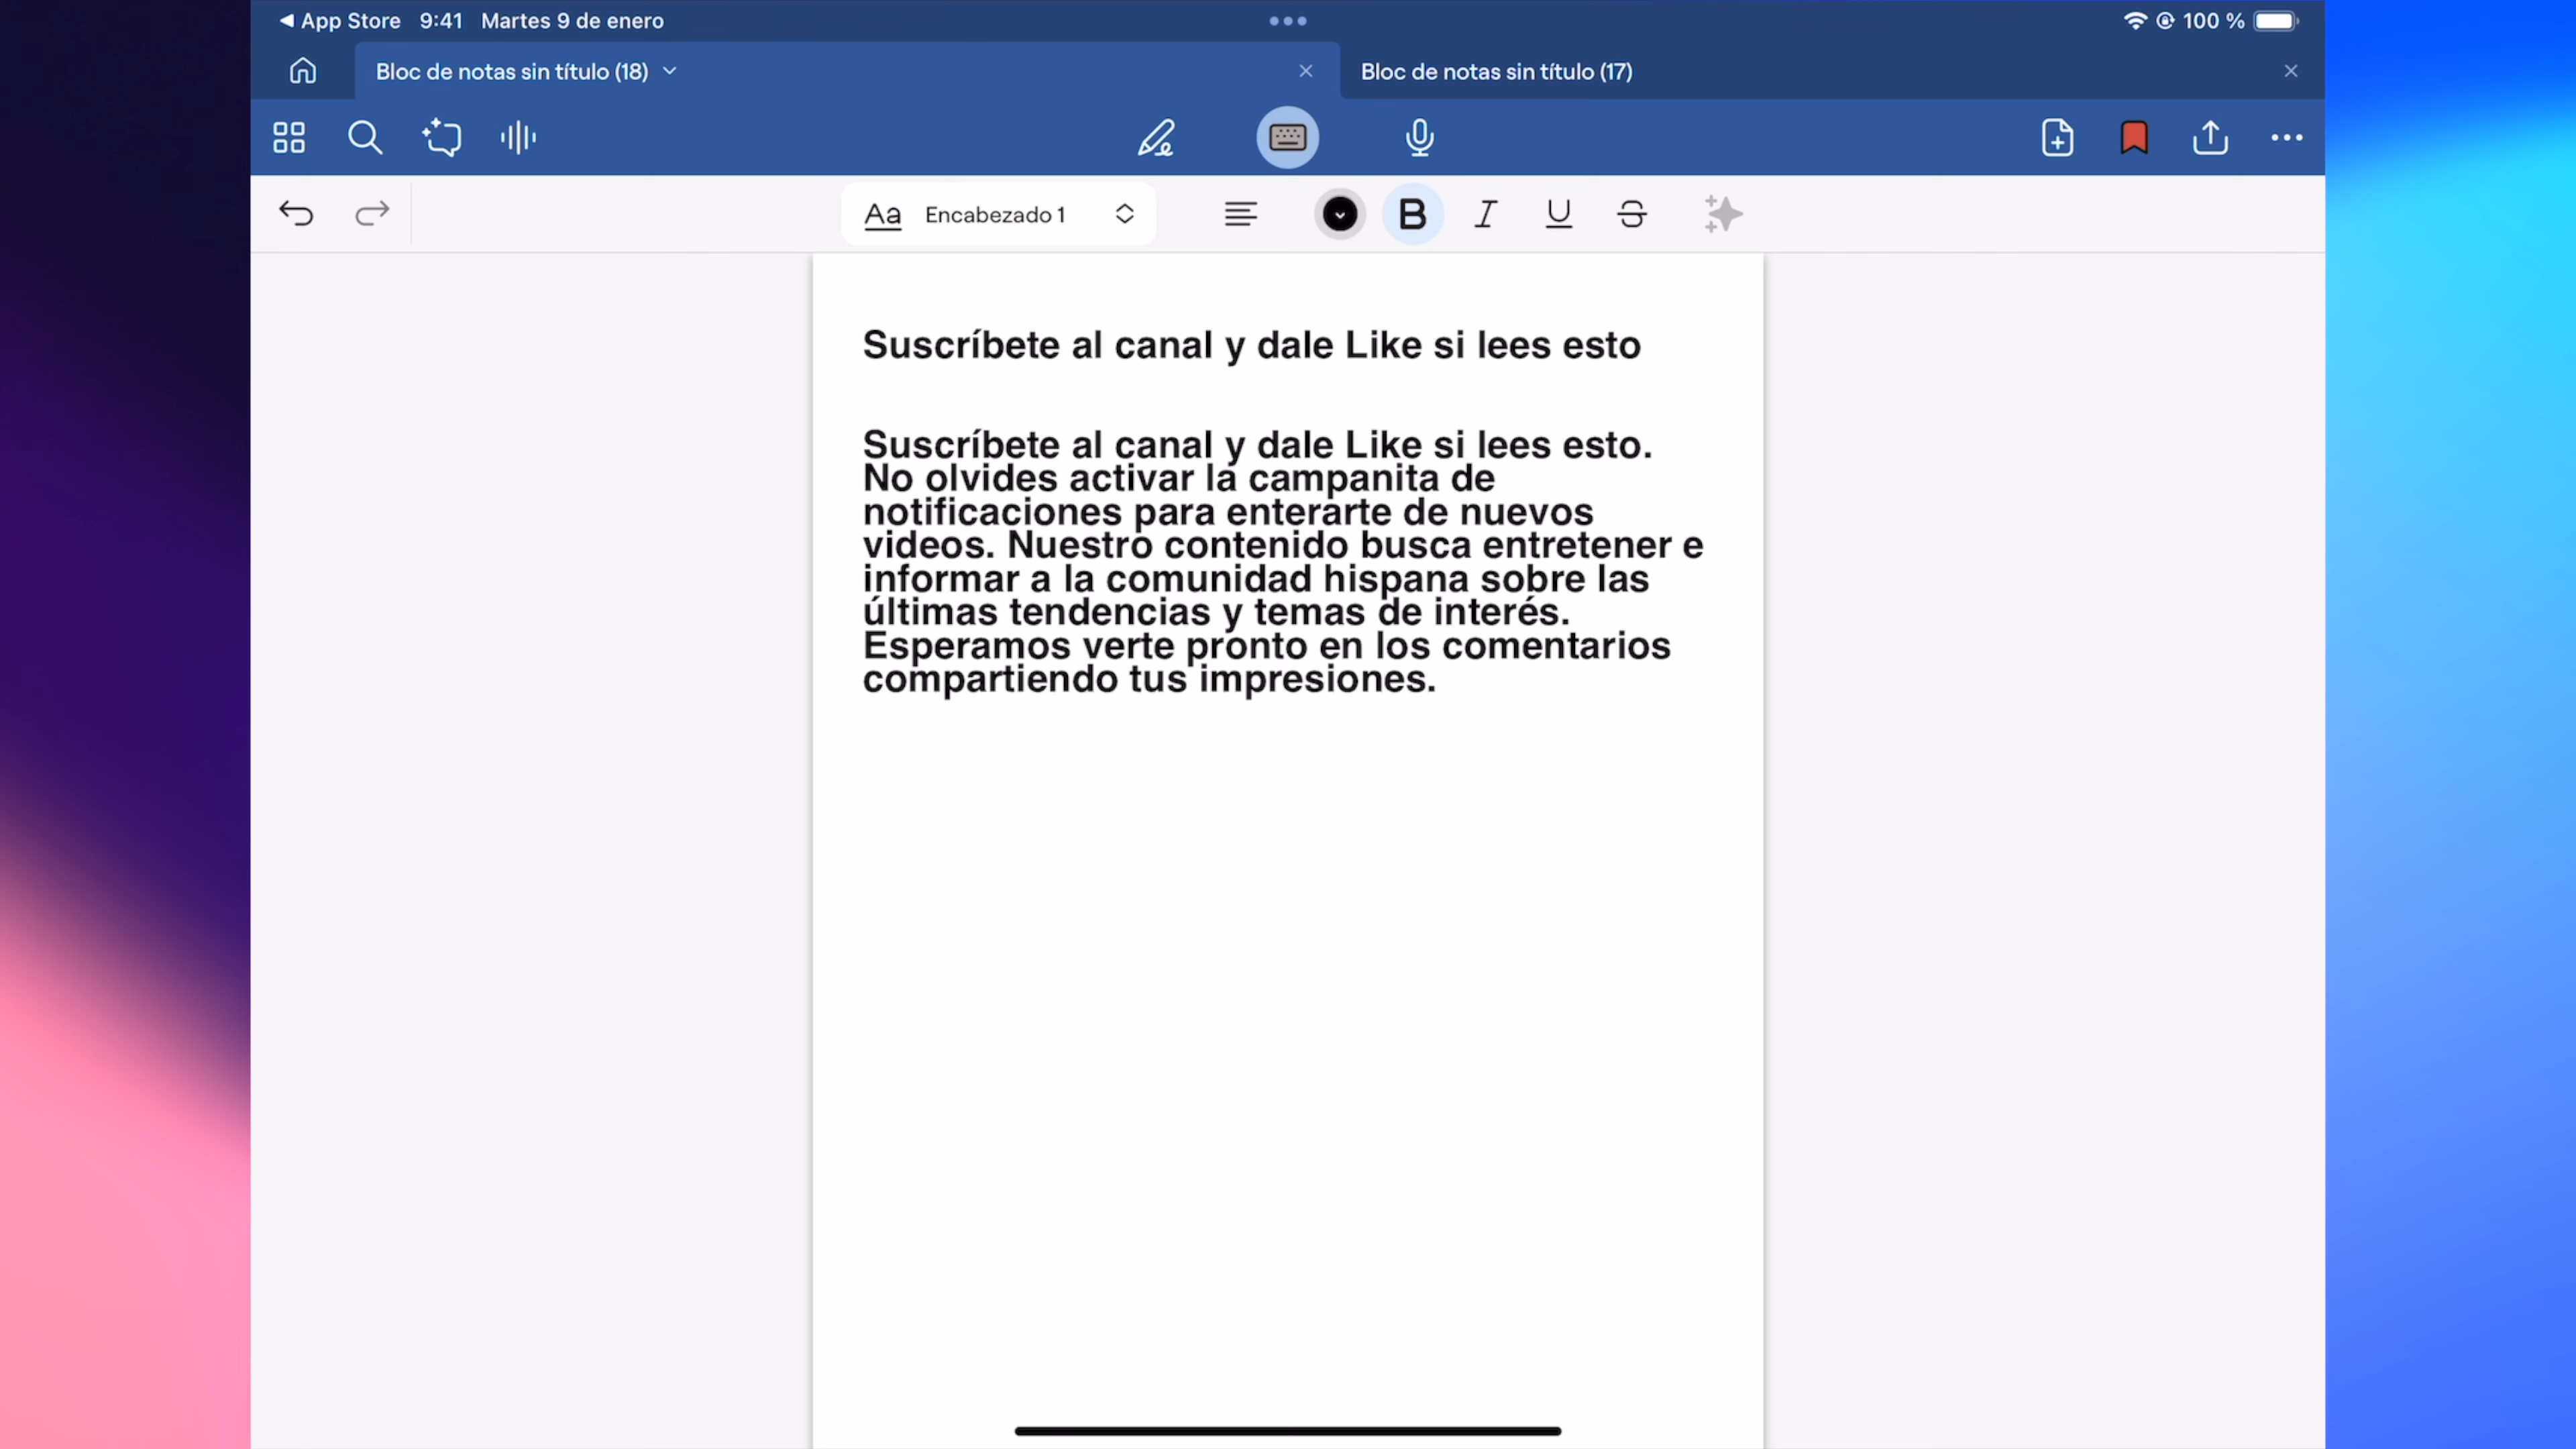 ◀ App Store 9:41 Martes 9 de enero
100 %
Bloc de notas sin título (18)
Bloc de notas sin título (17)
Aa Encabezado 1 B I U S
Suscríbete al canal y dale Like si lees esto
Suscríbete al canal y dale Like si lees esto.
No olvides activar la campanita de
notificaciones para enterarte de nuevos
videos. Nuestro contenido busca entretener e
informar a la comunidad hispana sobre las
últimas tendencias y temas de interés.
Esperamos verte pronto en los comentarios
compartiendo tus impresiones.